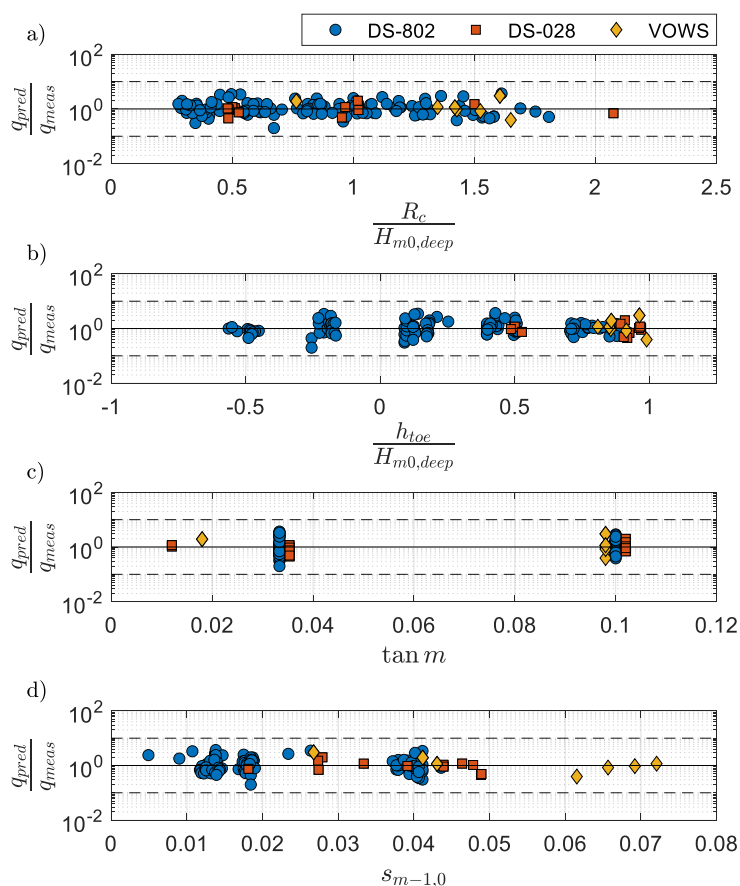 DS-802 DS-028 VOWS
a)
q_pred / q_meas
10^2
10^0
10^-2
0 0.5 1 1.5 2 2.5
R_c / H_m0,deep
b)
q_pred / q_meas
10^2
10^0
10^-2
-1 -0.5 0 0.5 1
h_toe / H_m0,deep
c)
q_pred / q_meas
10^2
10^0
10^-2
0 0.02 0.04 0.06 0.08 0.1 0.12
tan m
d)
q_pred / q_meas
10^2
10^0
10^-2
0 0.01 0.02 0.03 0.04 0.05 0.06 0.07 0.08
s_m−1,0